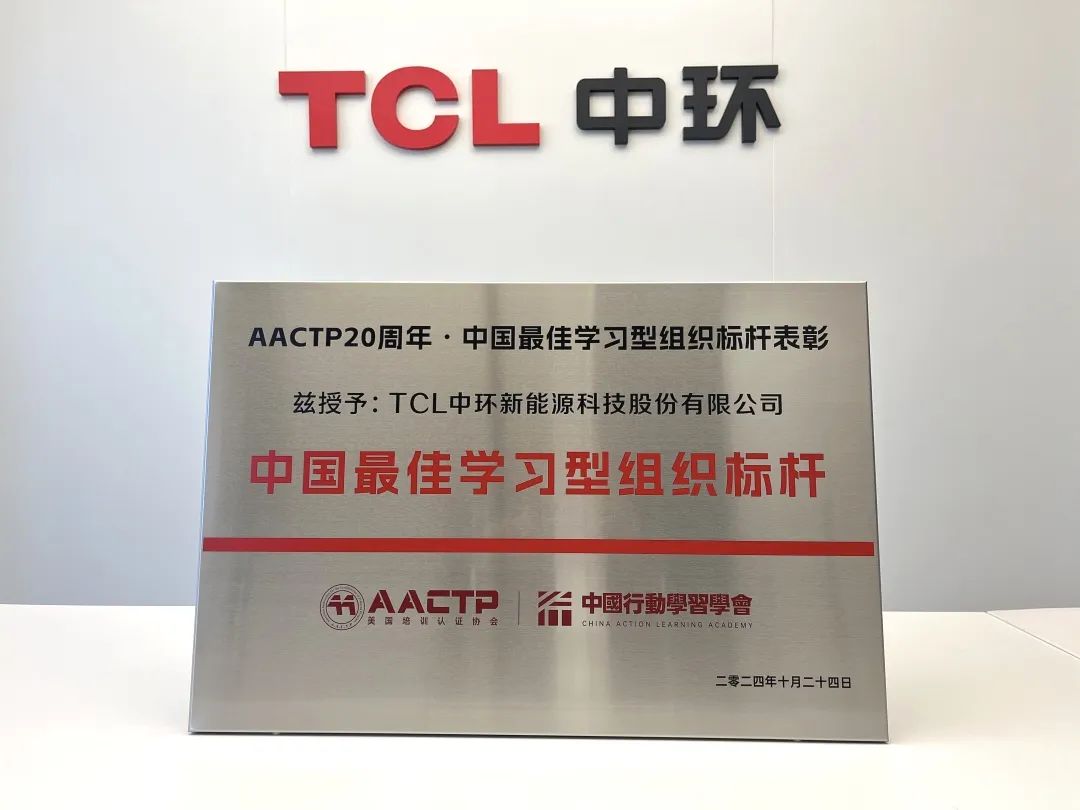 TCL 中环
AACTP20周年·中国最佳学习型组织标杆表彰
兹授予：TCL中环新能源科技股份有限公司
中国最佳学习型组织标杆
AACTP
美国培训认证协会
中國行動學習學會
CHINA ACTION LEARNING ACADEMY
二零二四年十月二十四日